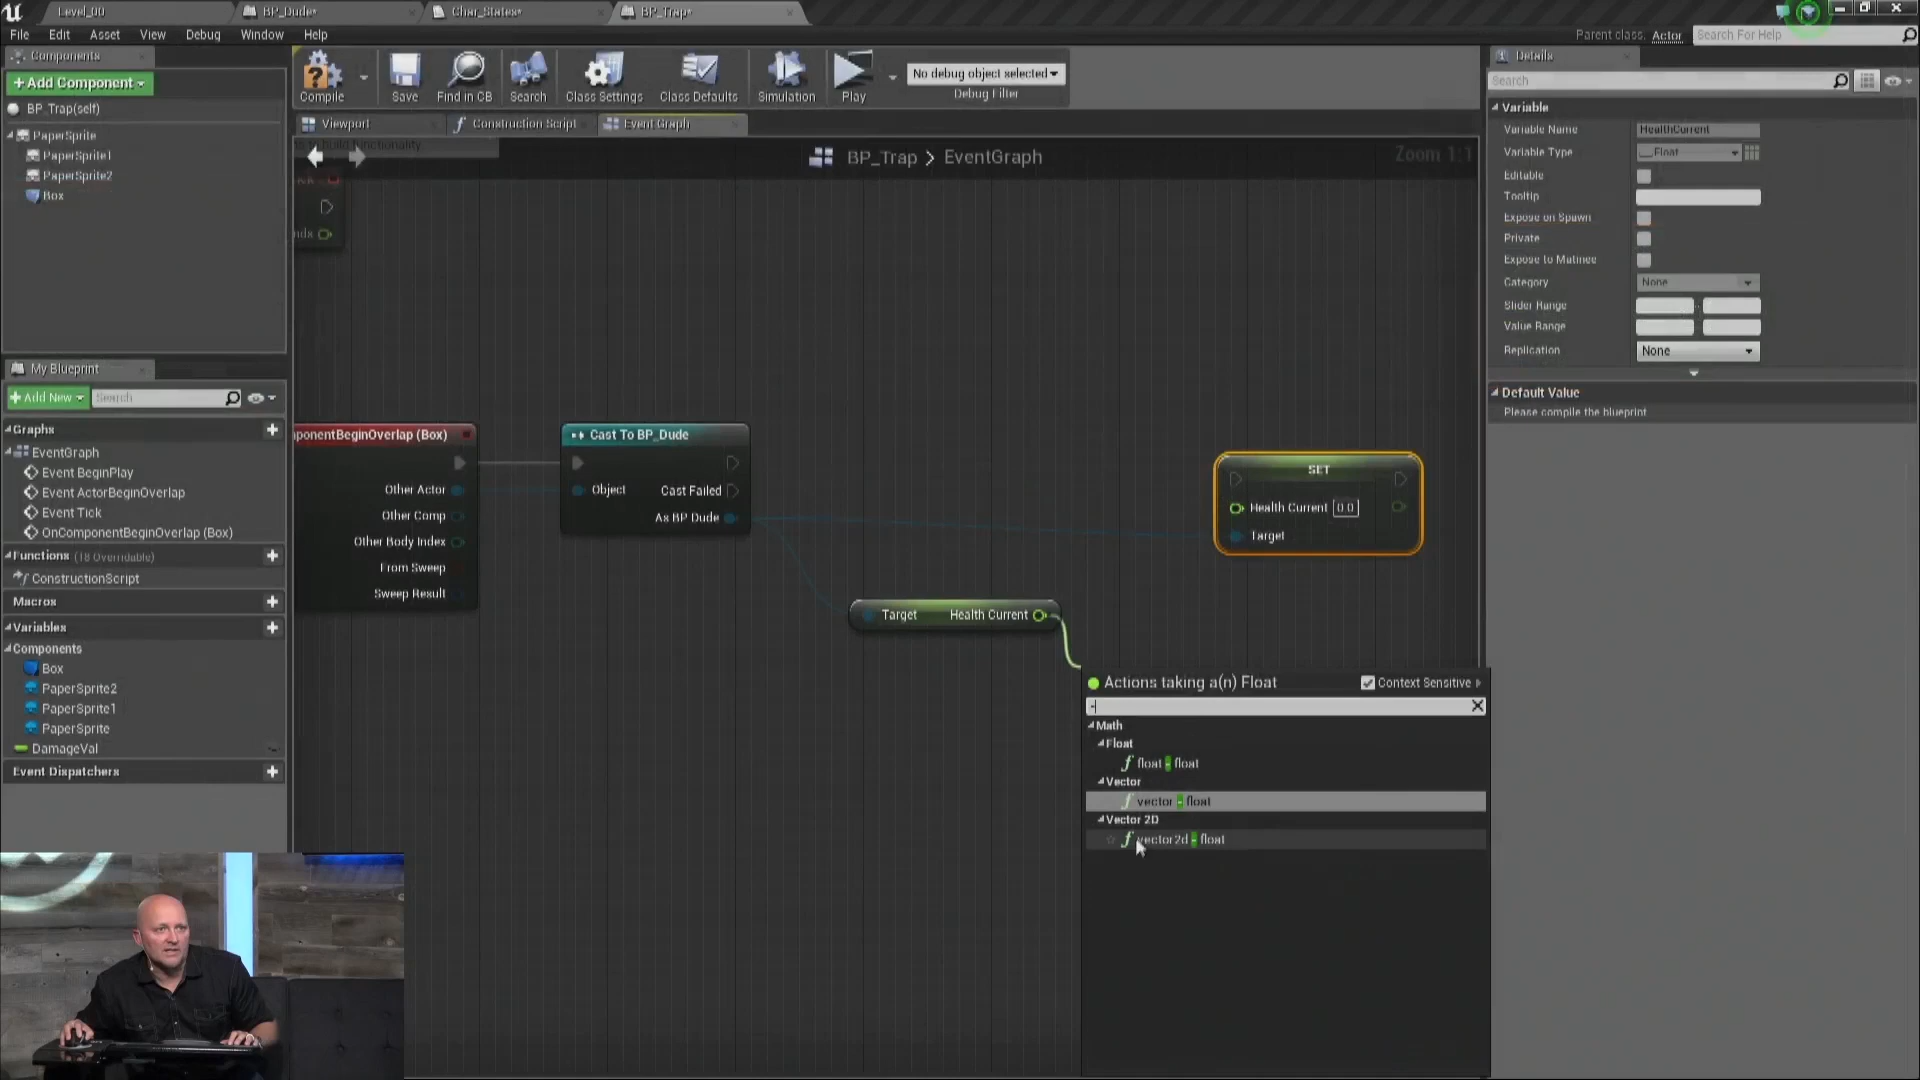 Level_00
BP_Dude*
Char_States*
BP_Trap*
File Edit Asset View Debug Window Help
Parent class: Actor
Search For Help
Components
+ Add Component
BP_Trap(self)
PaperSprite
PaperSprite1
PaperSprite2
Box
Compile
Save
Find in CB
Search
Class Settings
Class Defaults
Simulation
Play
No debug object selected
Debug Filter
Viewport
Construction Script
Event Graph
BP_Trap > EventGraph
Zoom 1:1
My Blueprint
+ Add New
Search
Graphs
EventGraph
Event BeginPlay
Event ActorBeginOverlap
Event Tick
OnComponentBeginOverlap (Box)
Functions (18 Overridable)
ConstructionScript
Macros
Variables
Components
Box
PaperSprite2
PaperSprite1
PaperSprite
DamageVal
Event Dispatchers
ponentBeginOverlap (Box)
Other Actor
Other Comp
Other Body Index
From Sweep
Sweep Result
Cast To BP_Dude
Object
Cast Failed
As BP Dude
Target Health Current
SET
Health Current 0.0
Target
Actions taking a(n) Float
Context Sensitive
-
Math
Float
float - float
Vector
vector - float
Vector 2D
vector2d - float
Details
Search
Variable
Variable Name HealthCurrent
Variable Type Float
Editable
Tooltip
Expose on Spawn
Private
Expose to Matinee
Category None
Slider Range
Value Range
Replication None
Default Value
Please compile the blueprint